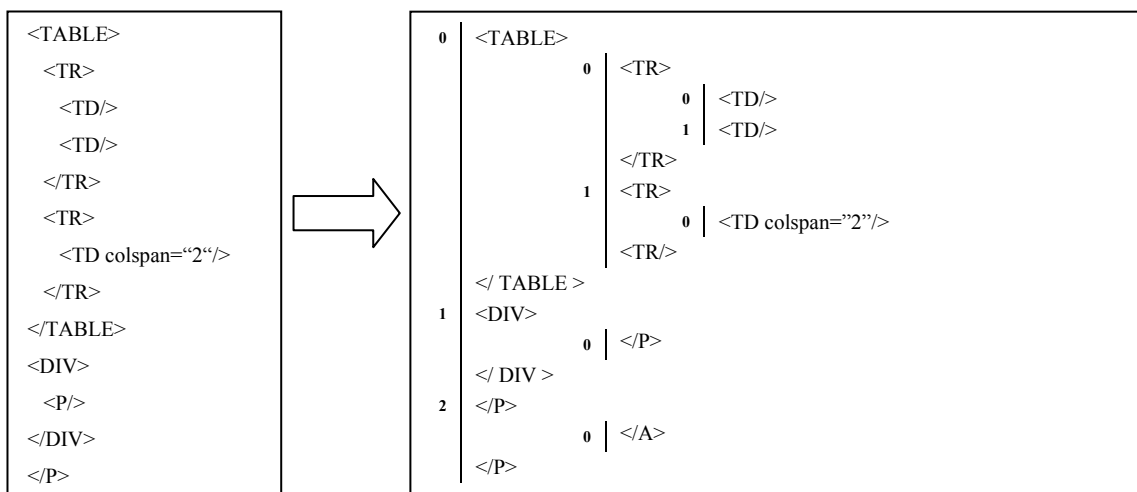 <TABLE>
<TR>
<TD/>
<TD/>
</TR>
<TR>
<TD colspan=“2“/>
</TR>
</TABLE>
<DIV>
<P/>
</DIV>
</P>
0 <TABLE>
0 <TR>
0 <TD/>
1 <TD/>
</TR>
1 <TR>
0 <TD colspan=”2”/>
<TR/>
</ TABLE >
1 <DIV>
0 </P>
</ DIV >
2 </P>
0 </A>
</P>